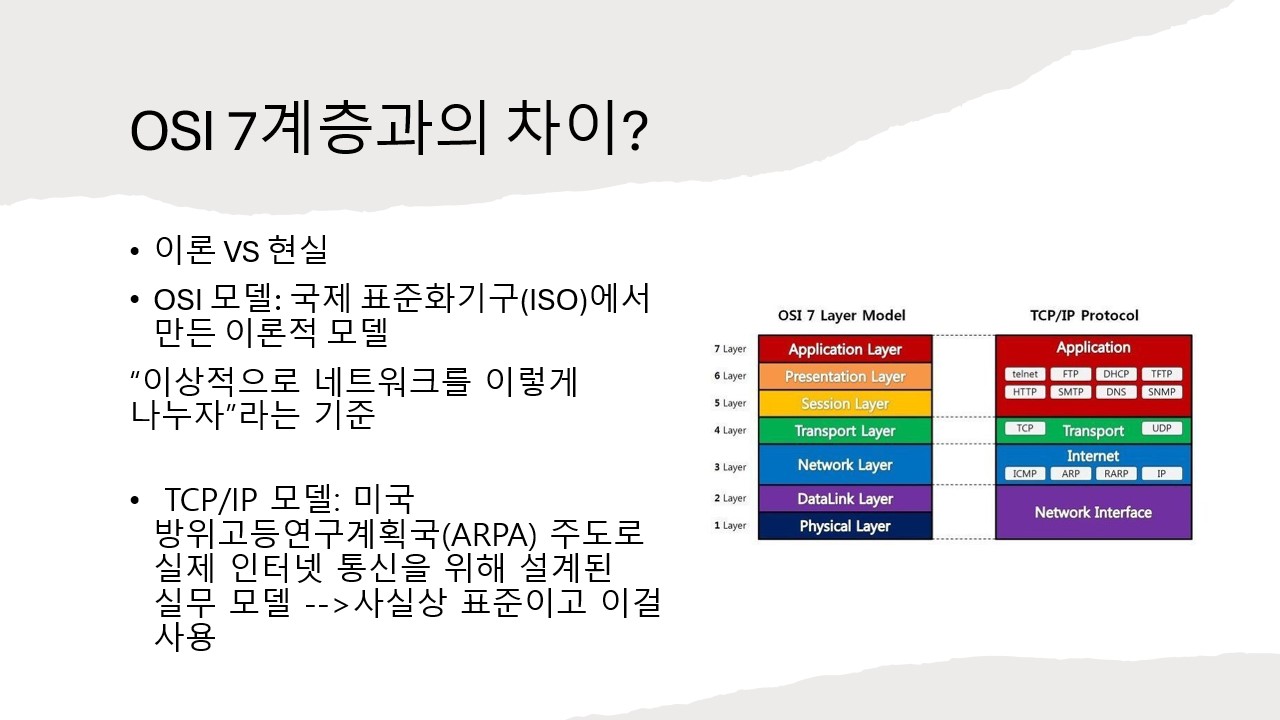 OSI 7계층과의 차이?
• 이론 VS 현실
• OSI 모델: 국제 표준화기구(ISO)에서
만든 이론적 모델
“이상적으로 네트워크를 이렇게
나누자”라는 기준
• TCP/IP 모델: 미국
방위고등연구계획국(ARPA) 주도로
실제 인터넷 통신을 위해 설계된
실무 모델 -->사실상 표준이고 이걸
사용
OSI 7 Layer Model
7 Layer Application Layer
6 Layer Presentation Layer
5 Layer Session Layer
4 Layer Transport Layer
3 Layer Network Layer
2 Layer DataLink Layer
1 Layer Physical Layer
TCP/IP Protocol
Application
telnet FTP DHCP TFTP
HTTP SMTP DNS SNMP
TCP Transport UDP
Internet
ICMP ARP RARP IP
Network Interface